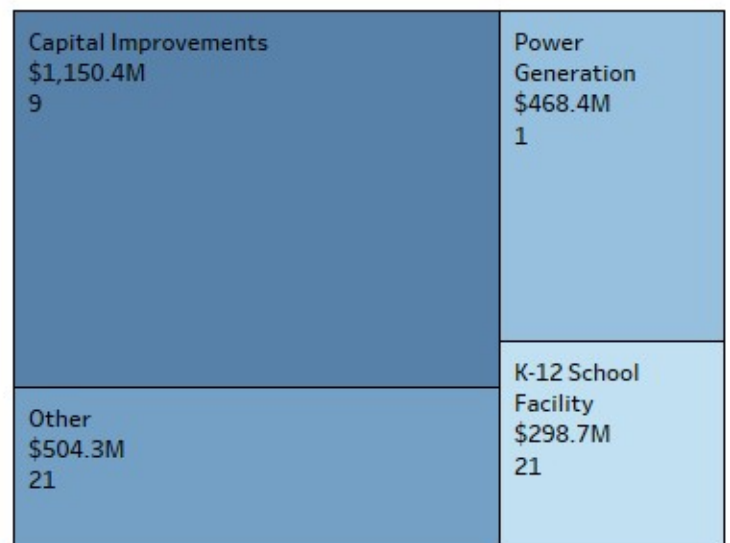 Capital Improvements
$1,150.4M
9
Power
Generation
$468.4M
1
Other
$504.3M
21
K-12 School
Facility
$298.7M
21